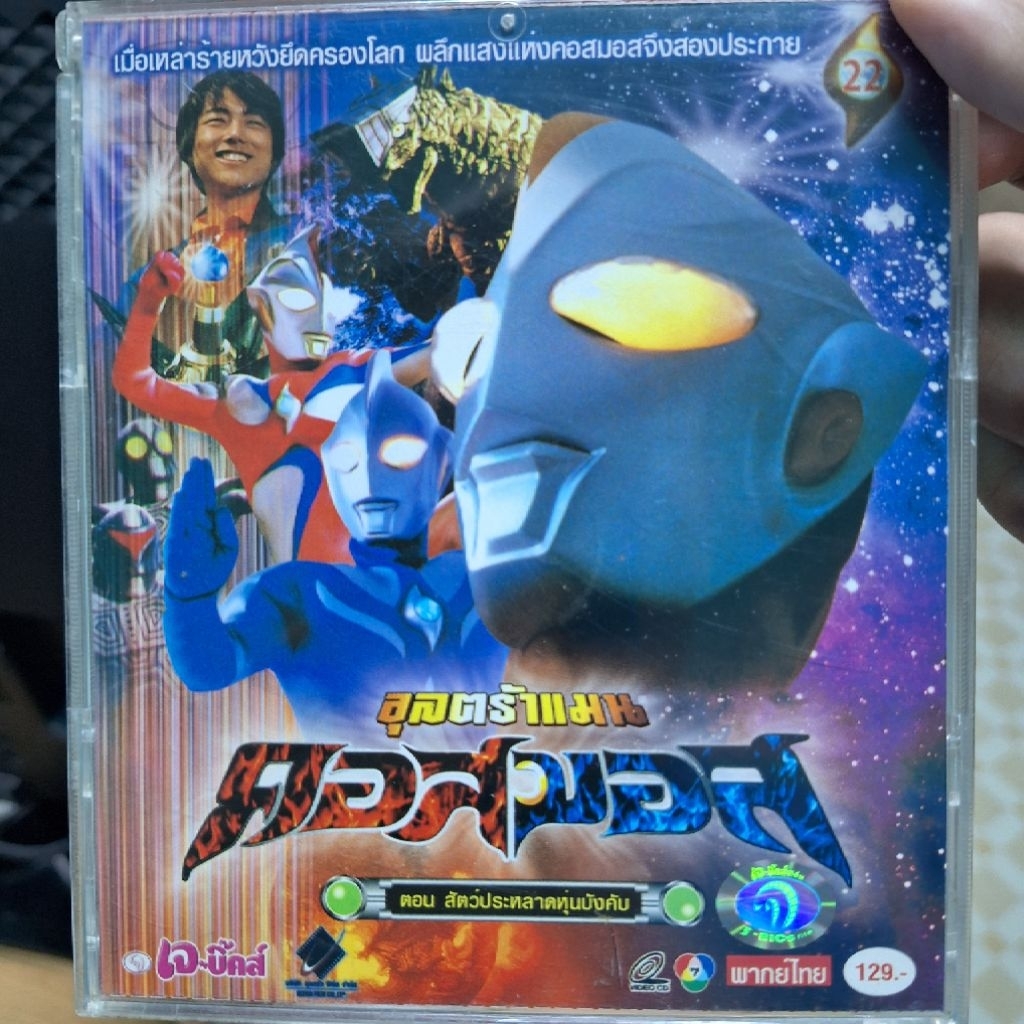 เมื่อเหล่าร้ายหวังยึดครองโลก พลึกแสงแห่งคอสมอสจึงส่องประกาย
22
อุลตร้าแมน
คอสมอส
ตอน สัตว์ประหลาดหุ่นบังคับ
เจ-บิ๊คส์
VIDEO CD
7
พากย์ไทย
129.-